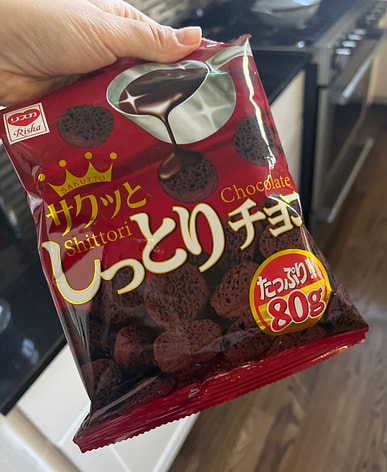 リスカ
Riska
SAKUTTO
サクッと
Shittori
Chocolate
しっとりチョコ
たっぷり!!
80g